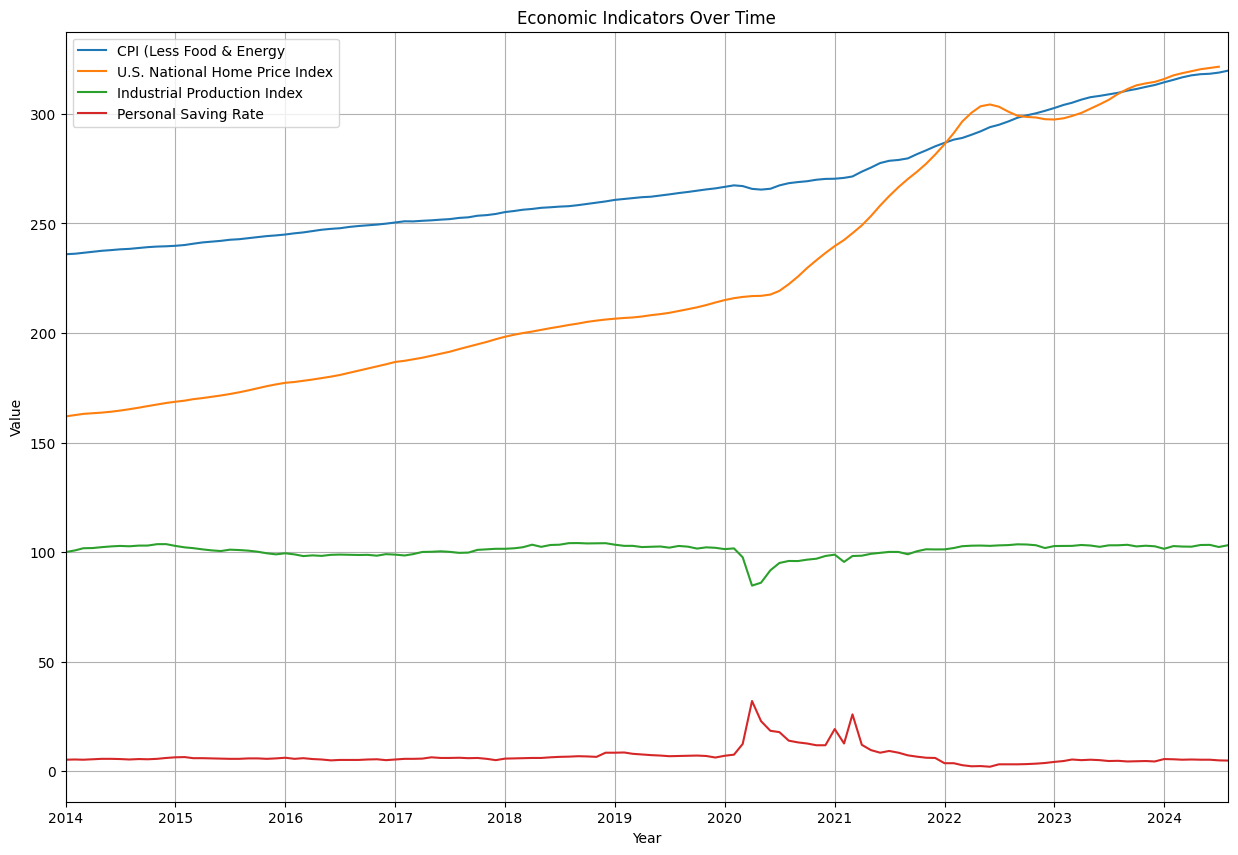 Economic Indicators Over Time
CPI (Less Food & Energy
U.S. National Home Price Index
Industrial Production Index
Personal Saving Rate
Value
300
250
200
150
100
50
0
2014 2015 2016 2017 2018 2019 2020 2021 2022 2023 2024
Year